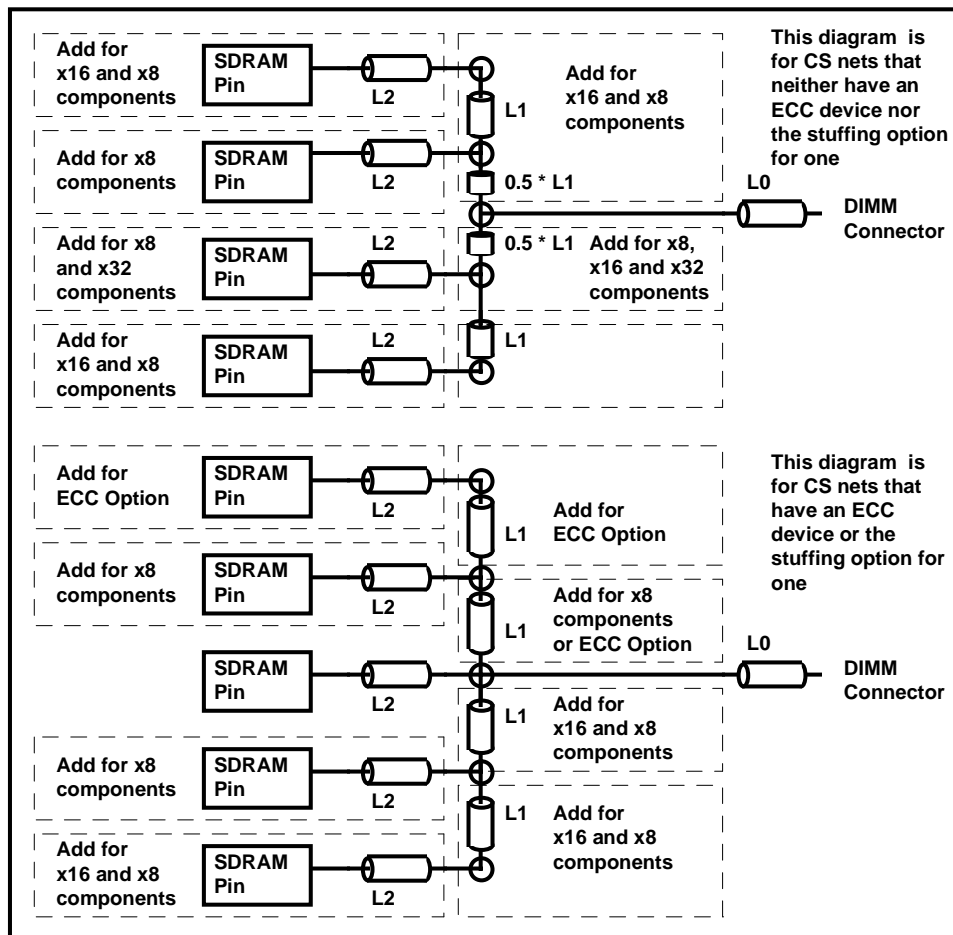 Add for
x16 and x8
components
SDRAM
Pin
L2
L1
Add for
x16 and x8
components
This diagram is
for CS nets that
neither have an
ECC device nor
the stuffing option
for one
Add for x8
components
SDRAM
Pin
L2
0.5 * L1
L0
DIMM
Connector
Add for x8
and x32
components
SDRAM
Pin
L2
0.5 * L1
Add for x8,
x16 and x32
components
Add for
x16 and x8
components
SDRAM
Pin
L2
L1
Add for
ECC Option
SDRAM
Pin
L2
L1
Add for
ECC Option
This diagram is
for CS nets that
have an ECC
device or the
stuffing option for
one
Add for x8
components
SDRAM
Pin
L2
L1
Add for x8
components
or ECC Option
SDRAM
Pin
L2
L0
DIMM
Connector
L1
Add for
x16 and x8
components
Add for x8
components
SDRAM
Pin
L2
L1
Add for
x16 and x8
components
Add for
x16 and x8
components
SDRAM
Pin
L2